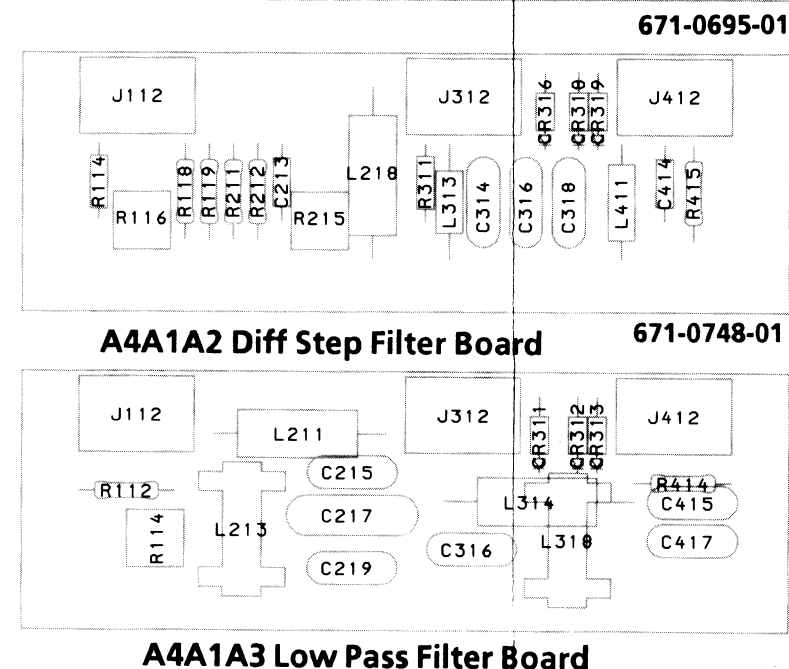 671-0695-01
J112
J312
CR316
CR318
CR319
J412
R114
R118
R119
R211
R212
C213
L218
R311
L313
C314
C316
C318
L411
C414
R415
R116
R215
A4A1A2 Diff Step Filter Board
671-0748-01
J112
L211
J312
CR311
CR312
CR313
J412
C215
R112
R414
L314
C415
C217
R114
L213
L318
C316
C417
C219
A4A1A3 Low Pass Filter Board